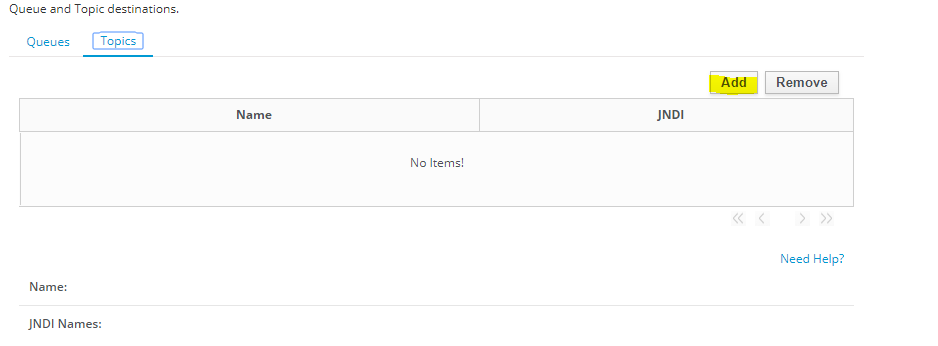 Queue and Topic destinations.
Queues Topics
Add Remove
Name JNDI
No Items!
« ‹ › »
Need Help?
Name:
JNDI Names: